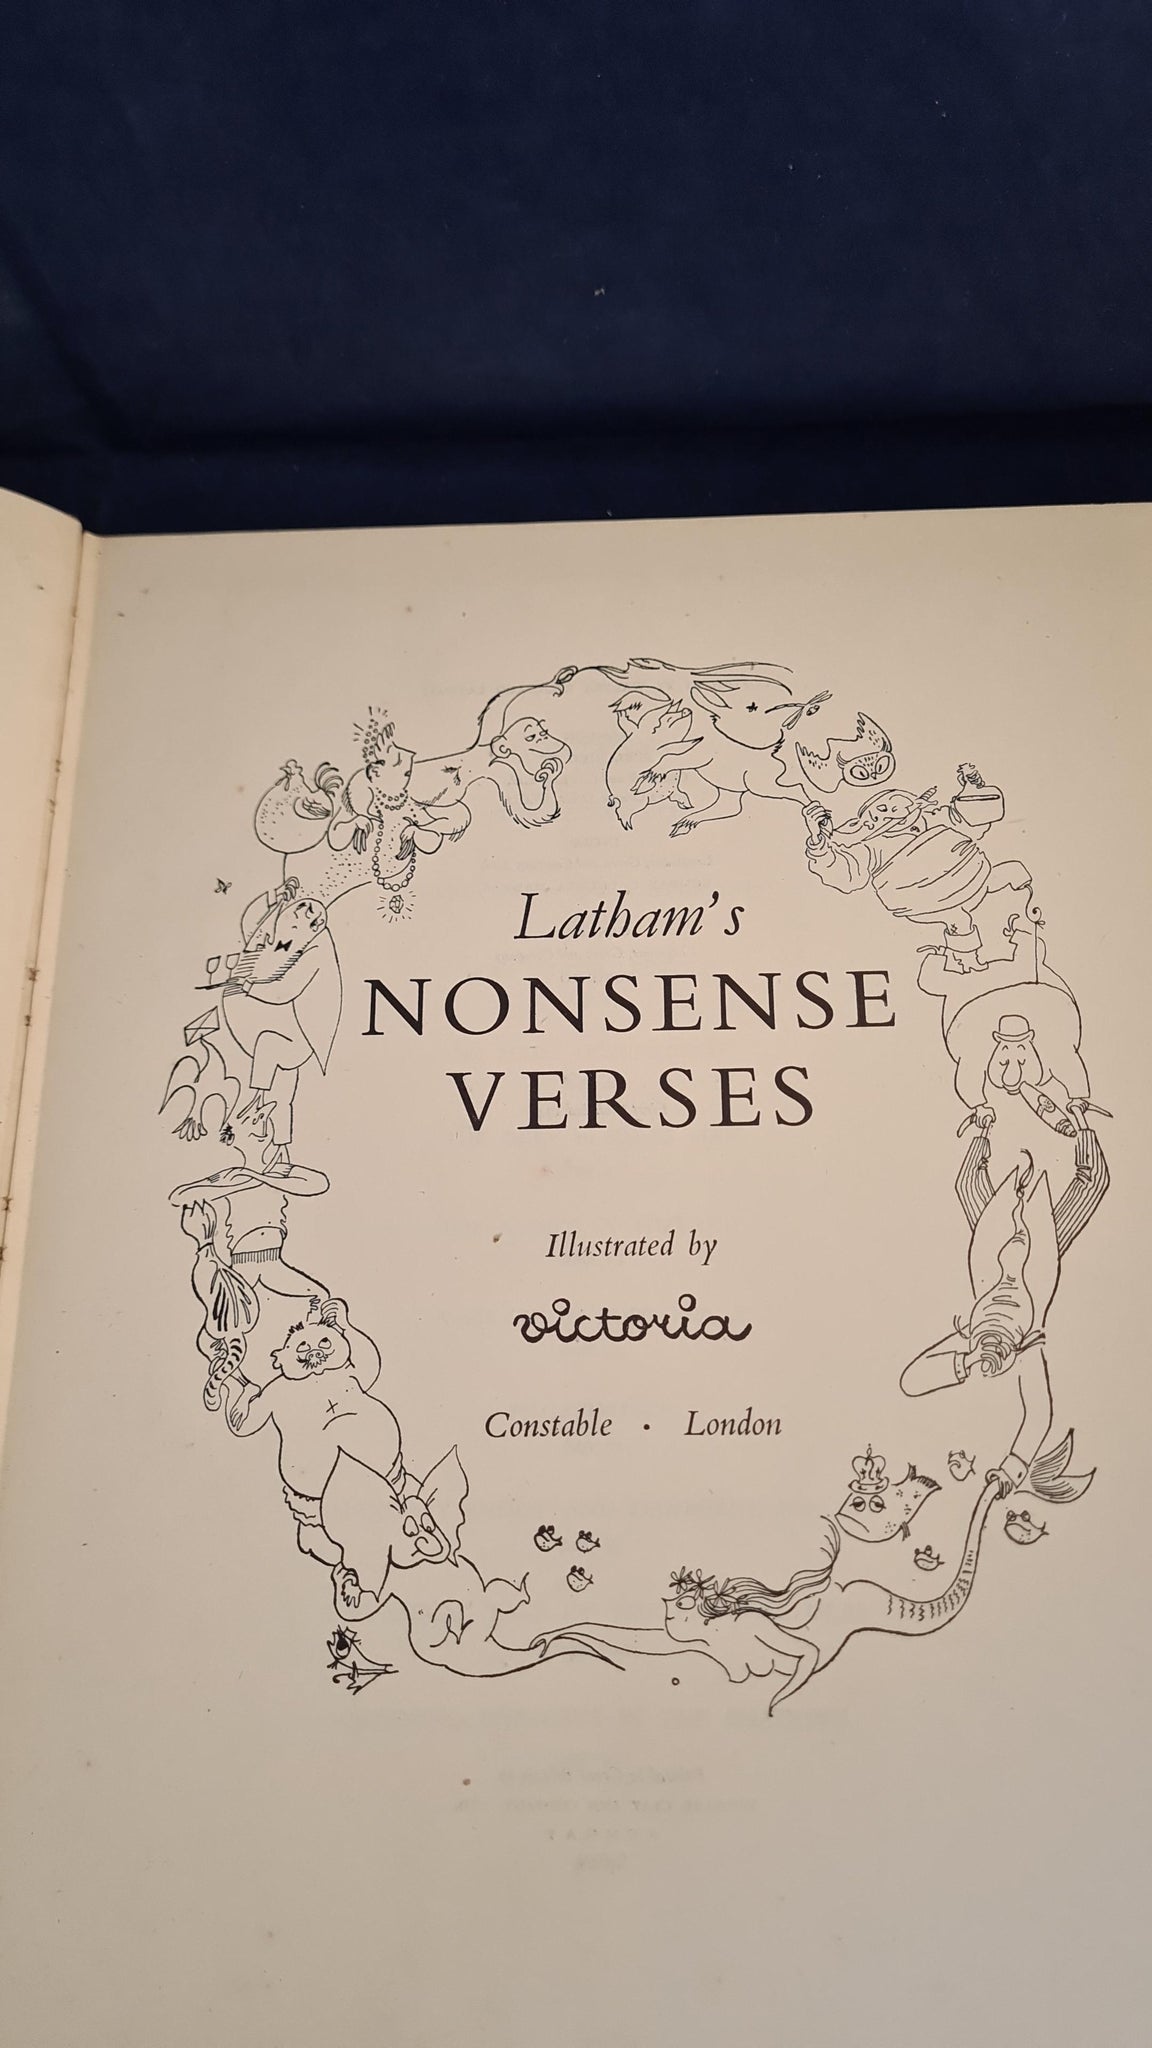 Latham's
NONSENSE
VERSES
Illustrated by
victoria
Constable · London